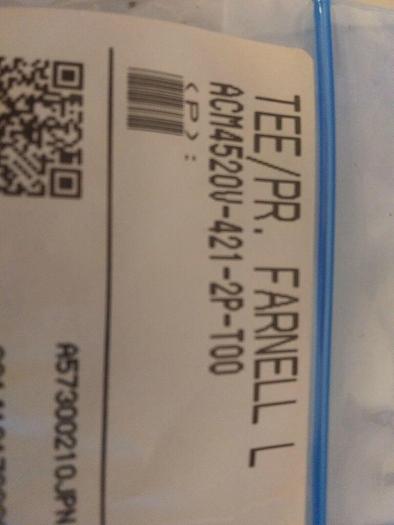 TEE/PR. FARNELL L
ACM4520V-421-2P-T00
<P>:
A57300210JPN